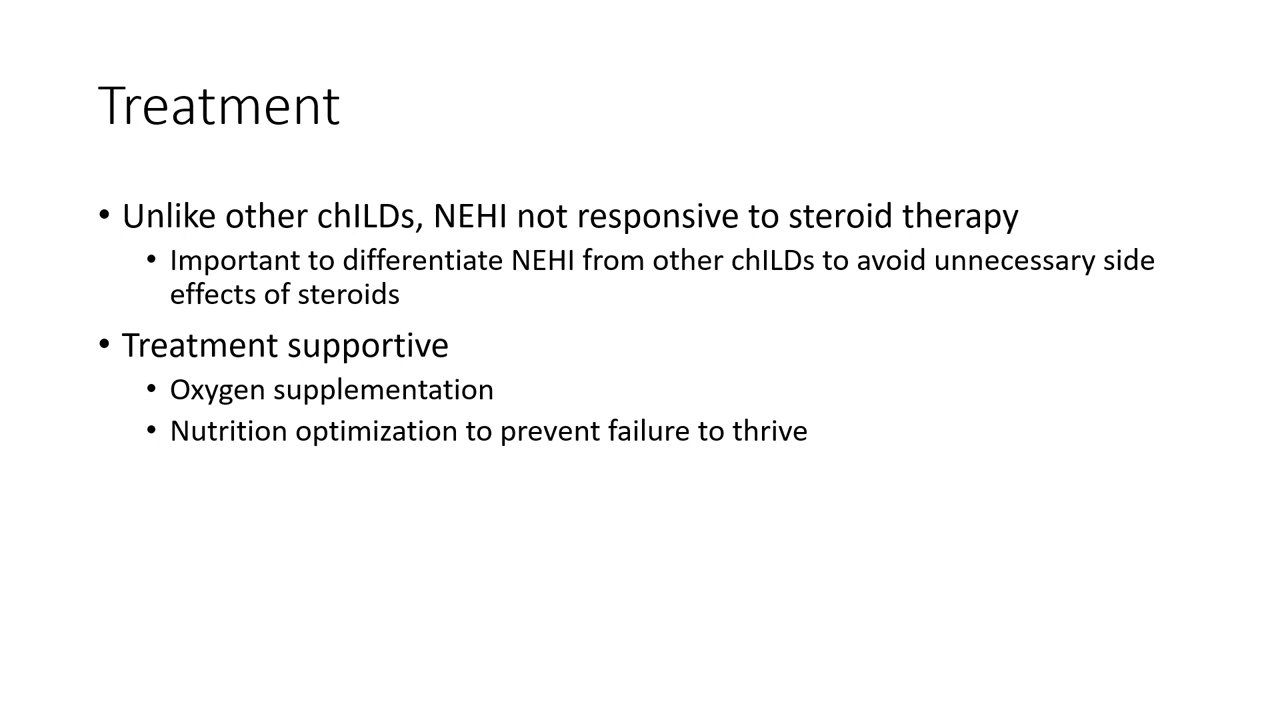 Treatment
• Unlike other chILDs, NEHI not responsive to steroid therapy
• Important to differentiate NEHI from other chILDs to avoid unnecessary side
effects of steroids
• Treatment supportive
• Oxygen supplementation
• Nutrition optimization to prevent failure to thrive